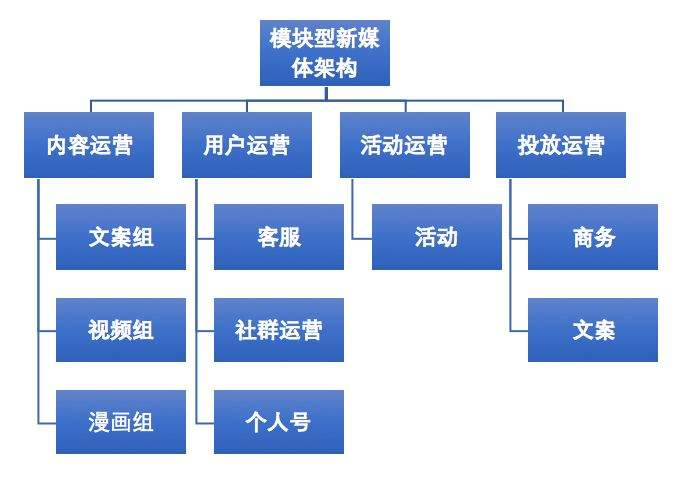 模块型新媒
体架构
内容运营
用户运营
活动运营
投放运营
文案组
客服
活动
商务
视频组
社群运营
文案
漫画组
个人号